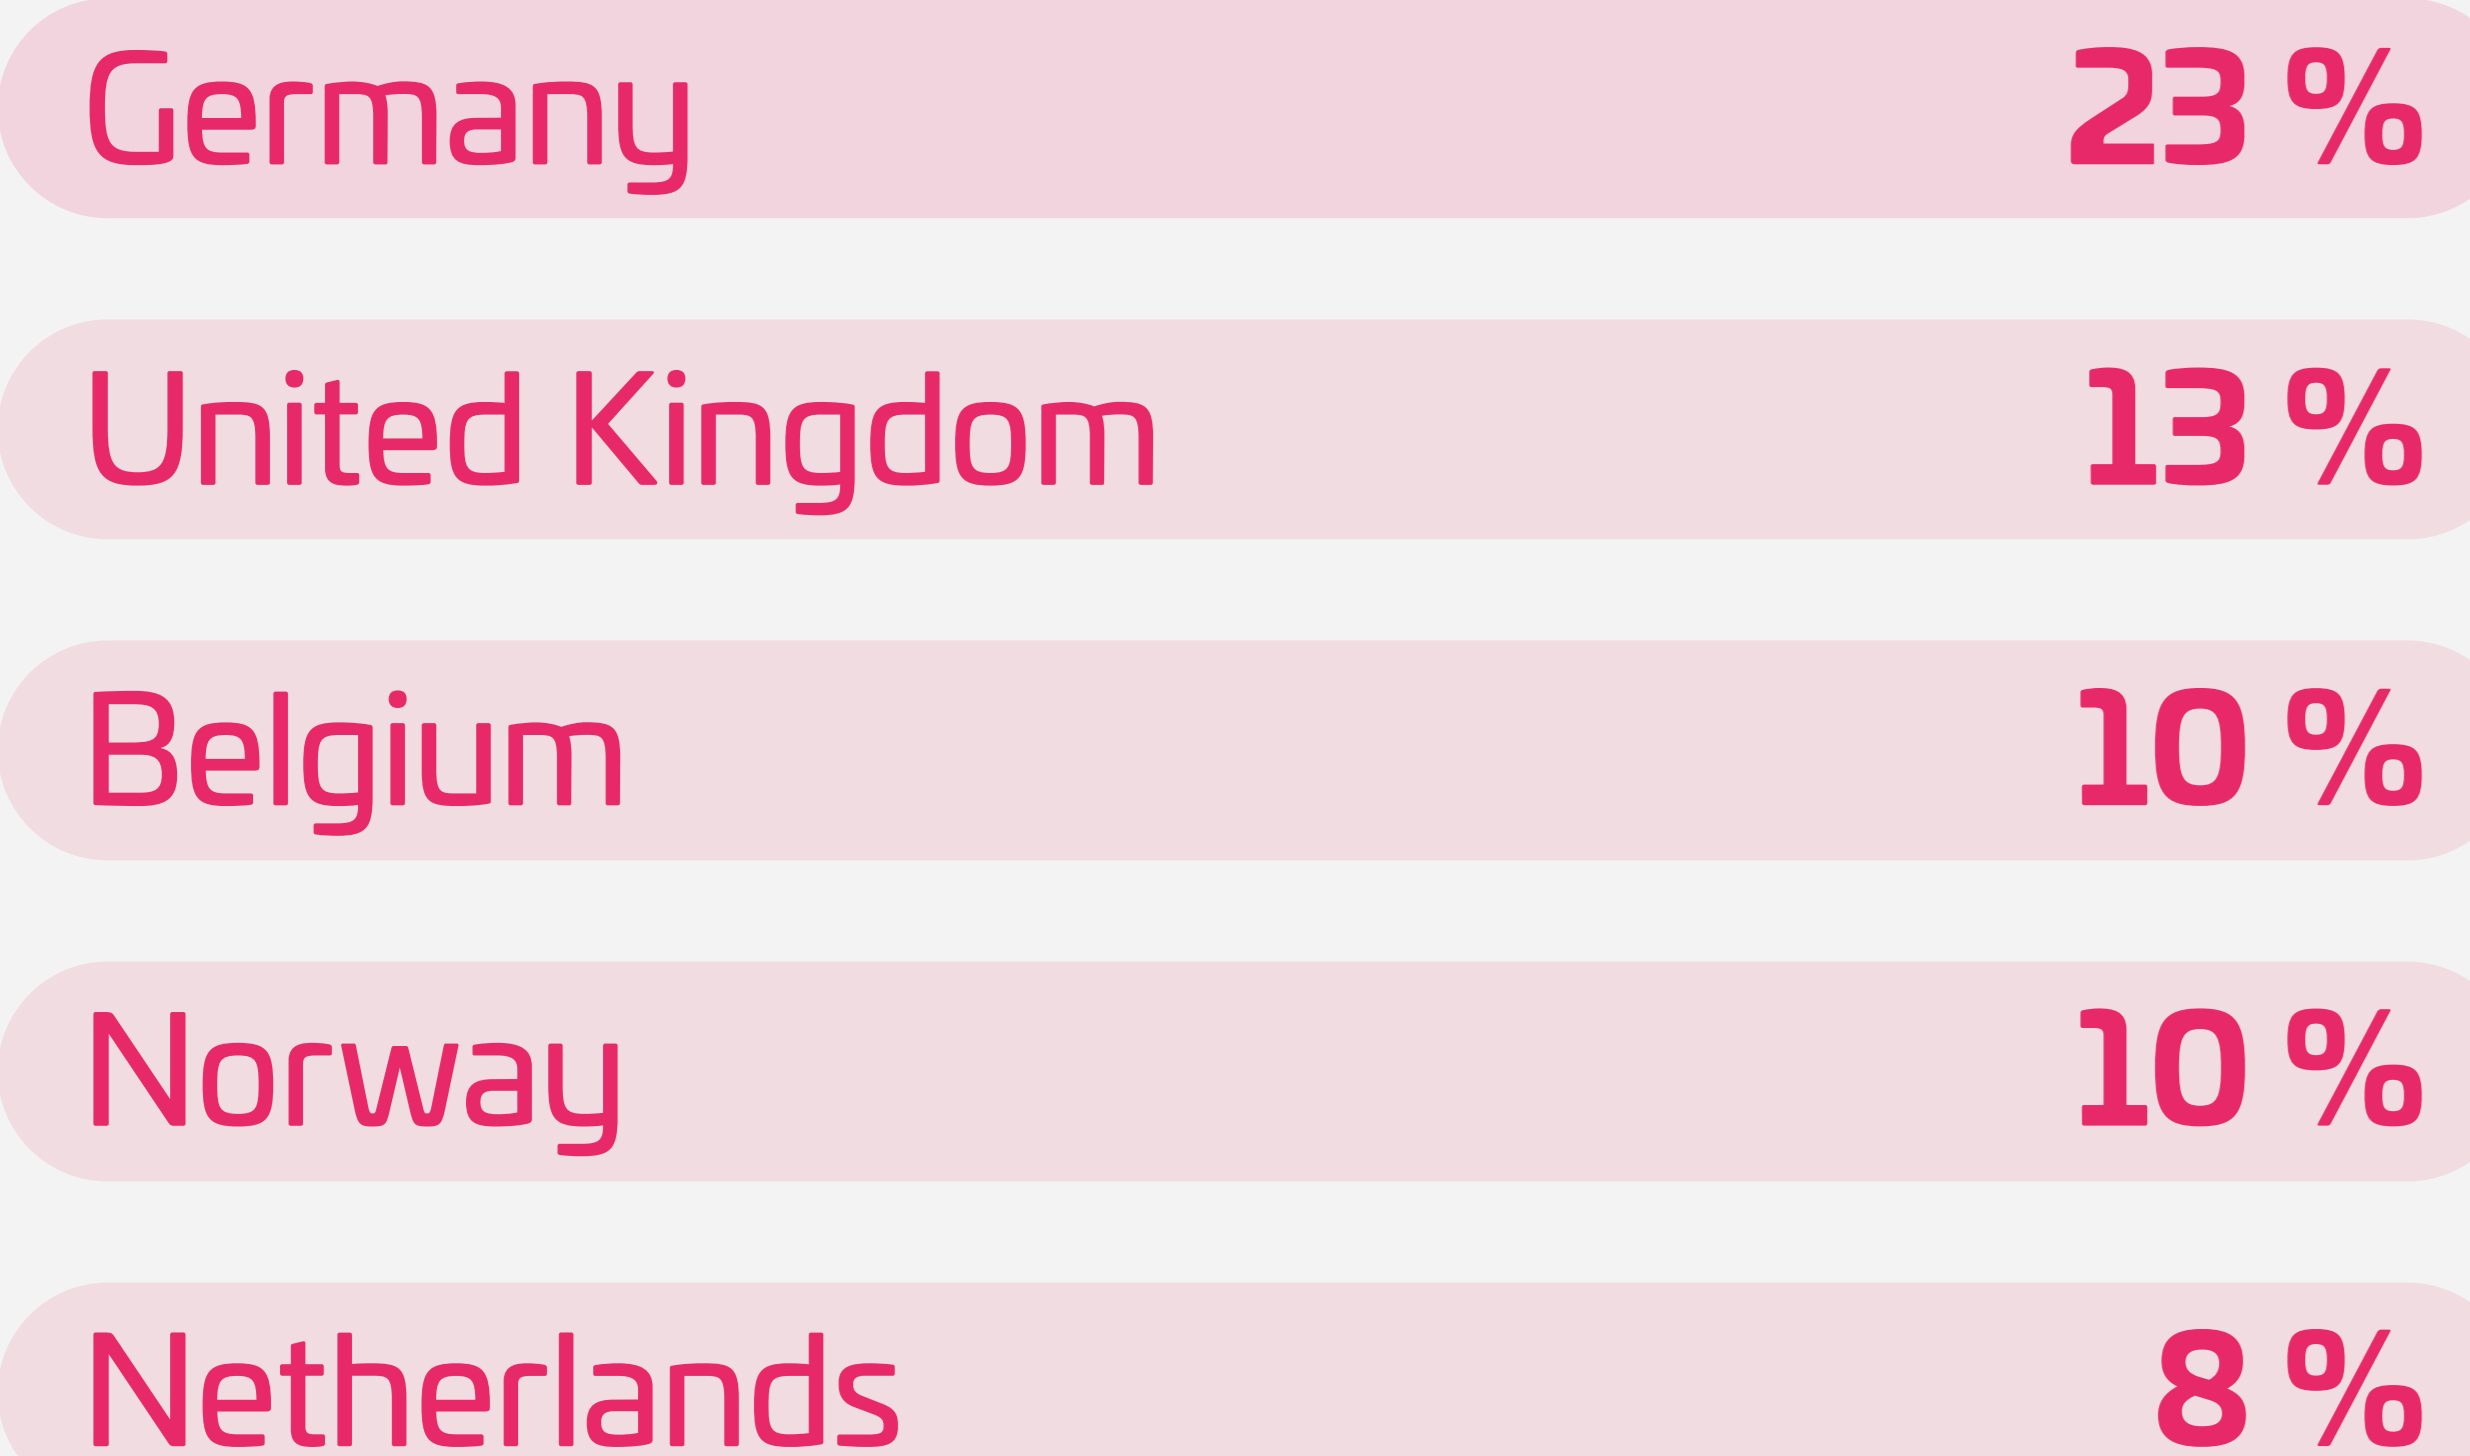 Germany 23 %
United Kingdom 13 %
Belgium 10 %
Norway 10 %
Netherlands 8 %